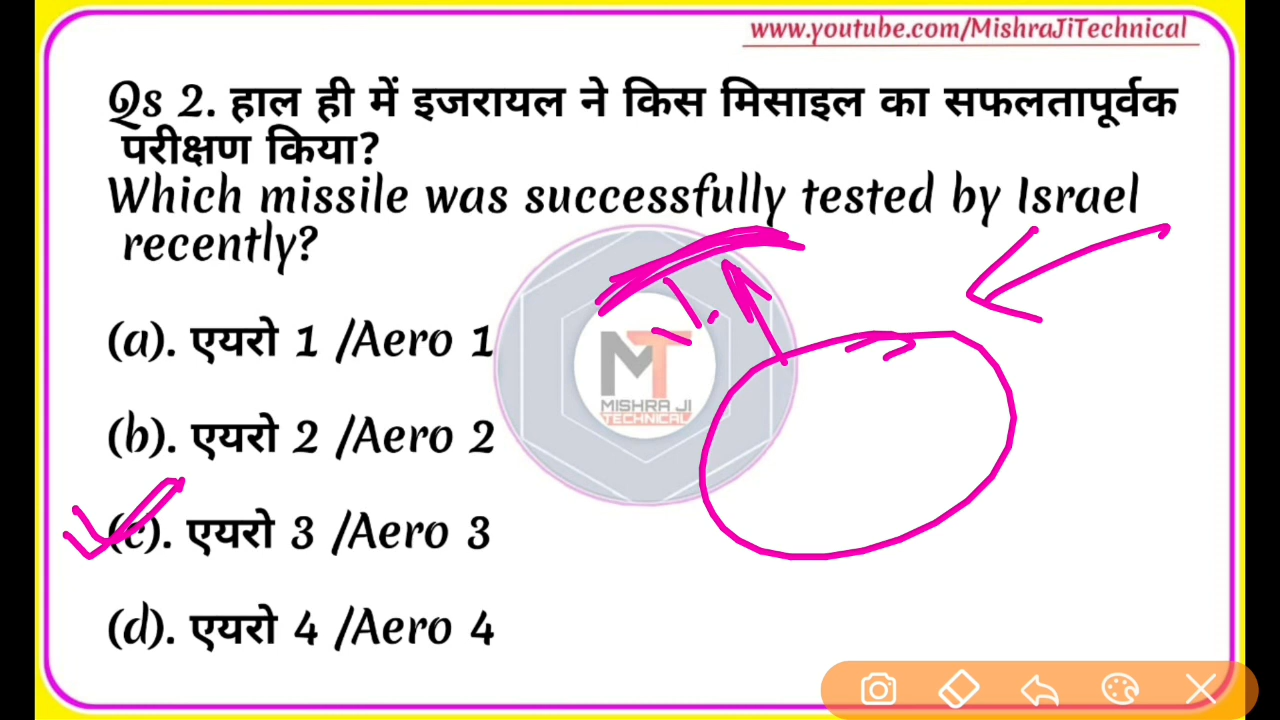 www.youtube.com/MishraJiTechnical
Qs 2. हाल ही में इजरायल ने किस मिसाइल का सफलतापूर्वक
परीक्षण किया?
Which missile was successfully tested by Israel
recently?
(a). एयरो 1 /Aero 1
(b). एयरो 2 /Aero 2
(c). एयरो 3 /Aero 3
(d). एयरो 4 /Aero 4
MT
MISHRA JI
TECHNICAL